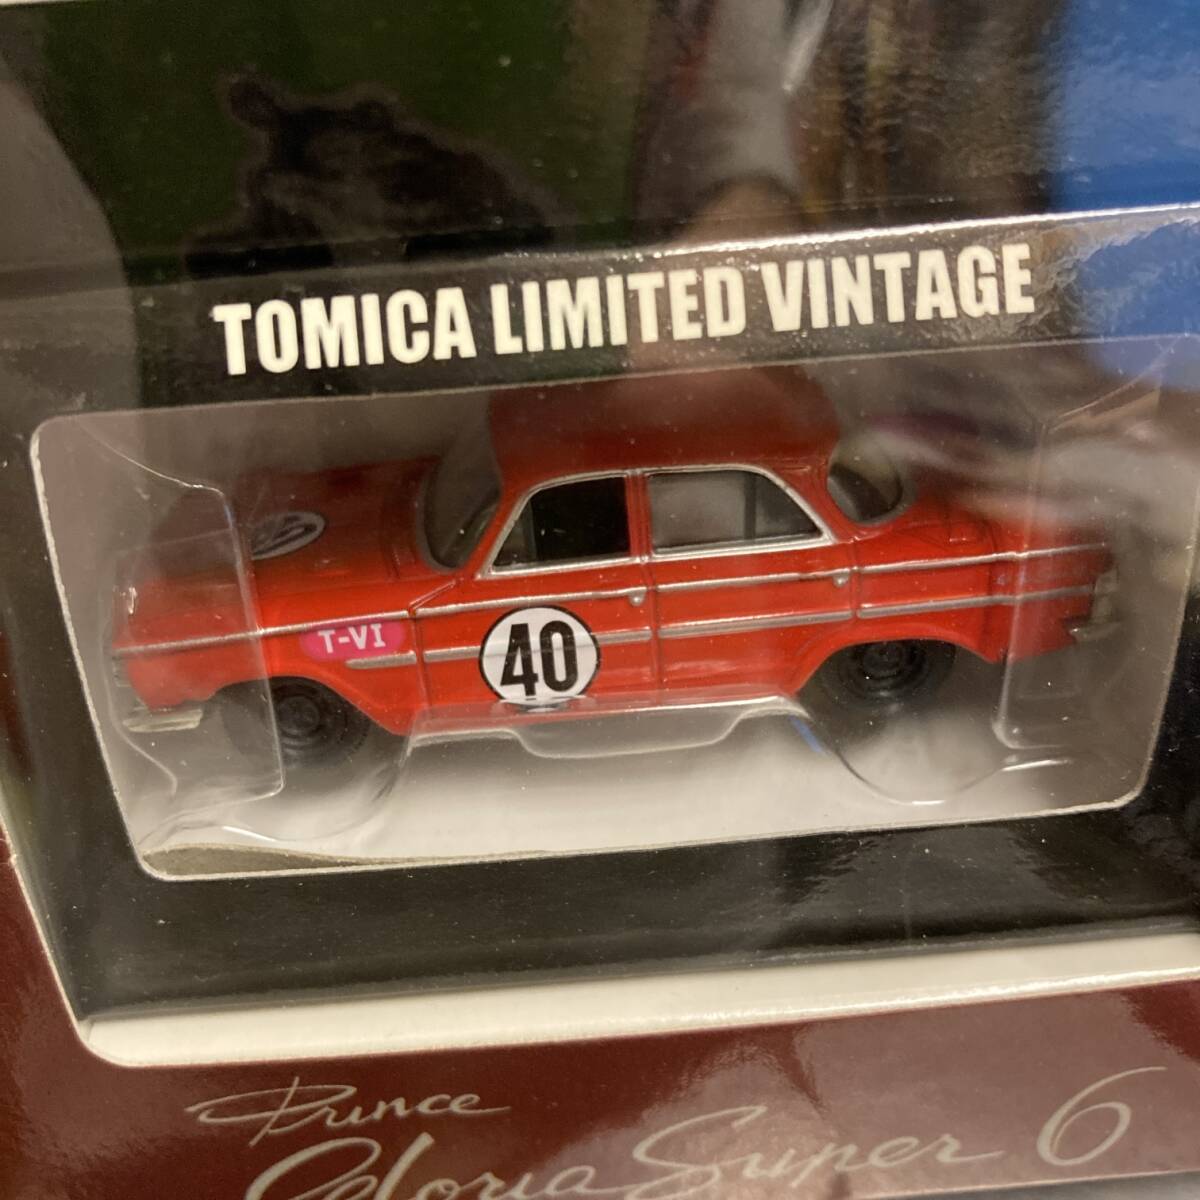 TOMICA LIMITED VINTAGE
T-VI
40
Prince
Gloria Super 6